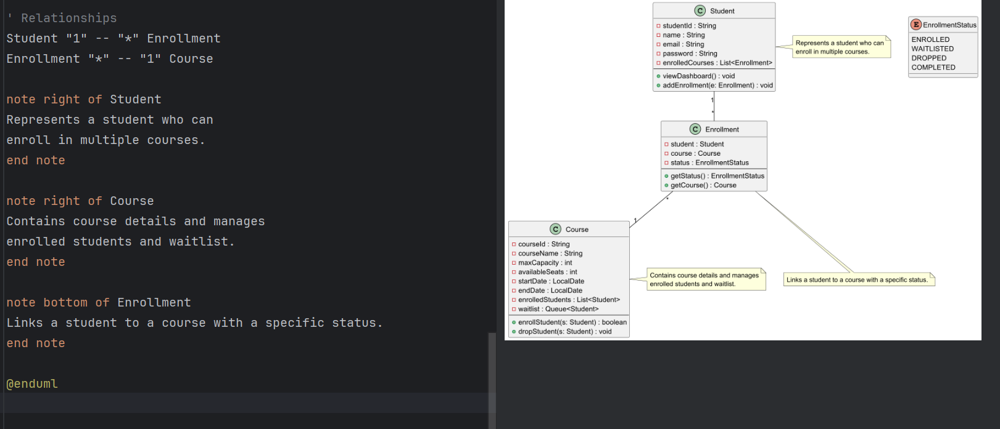 ' Relationships
Student "1" -- "*" Enrollment
Enrollment "*" -- "1" Course
note right of Student
Represents a student who can
enroll in multiple courses.
end note
note right of Course
Contains course details and manages
enrolled students and waitlist.
end note
note bottom of Enrollment
Links a student to a course with a specific status.
end note
@enduml
C Student
studentId : String
name : String
email : String
password : String
enrolledCourses : List<Enrollment>
viewDashboard() : void
addEnrollment(e: Enrollment) : void
Represents a student who can
enroll in multiple courses.
E EnrollmentStatus
ENROLLED
WAITLISTED
DROPPED
COMPLETED
1
*
C Enrollment
student : Student
course : Course
status : EnrollmentStatus
getStatus() : EnrollmentStatus
getCourse() : Course
*
1
C Course
courseId : String
courseName : String
maxCapacity : int
availableSeats : int
startDate : LocalDate
endDate : LocalDate
enrolledStudents : List<Student>
waitlist : Queue<Student>
enrollStudent(s: Student) : boolean
dropStudent(s: Student) : void
Contains course details and manages
enrolled students and waitlist.
Links a student to a course with a specific status.